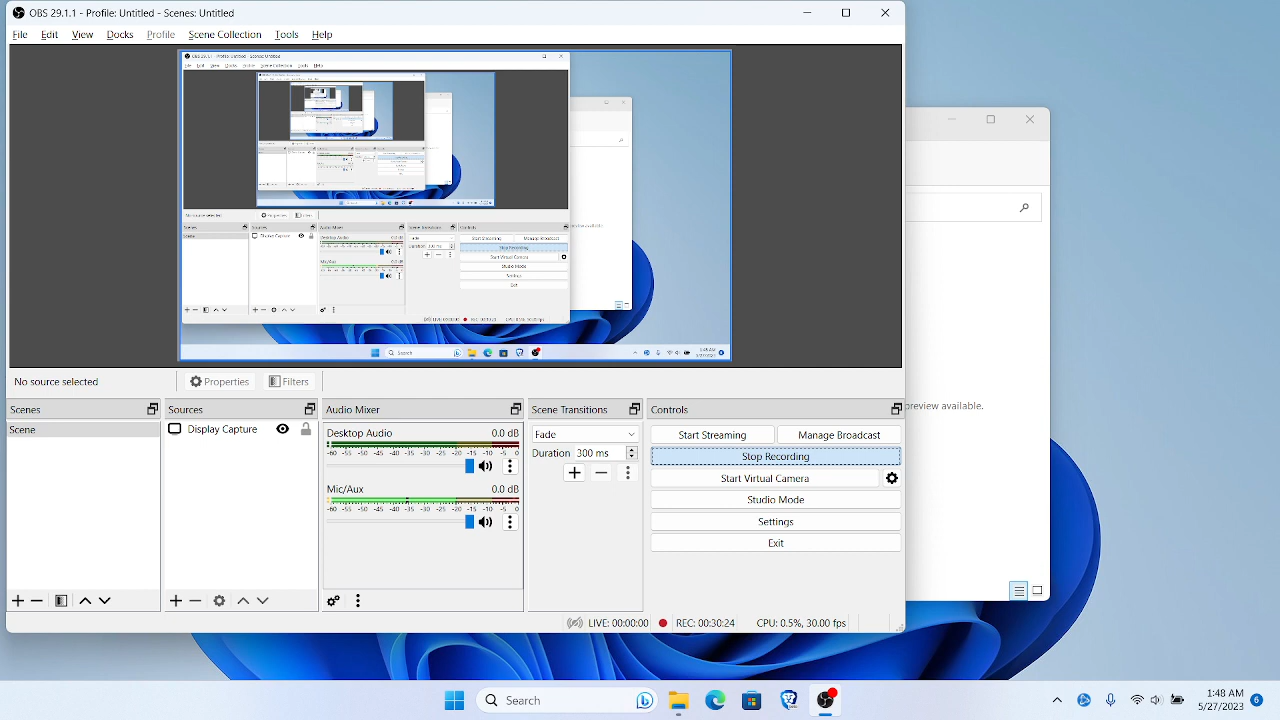 OBS 29.1.1 - Profile: Untitled - Scenes: Untitled
File Edit View Docks Profile Scene Collection Tools Help
No source selected Properties Filters
Scenes
Scene
Sources
Display Capture
Audio Mixer
Desktop Audio 0.0 dB
-60 -55 -50 -45 -40 -35 -30 -25 -20 -15 -10 -5 0
Mic/Aux 0.0 dB
-60 -55 -50 -45 -40 -35 -30 -25 -20 -15 -10 -5 0
Scene Transitions
Fade
Duration 300 ms
Controls
Start Streaming Manage Broadcast
Stop Recording
Start Virtual Camera
Studio Mode
Settings
Exit
preview available.
LIVE: 00:00:00 REC: 00:30:24 CPU: 0.5%, 30.00 fps
Search
1:48 AM
5/27/2023
6